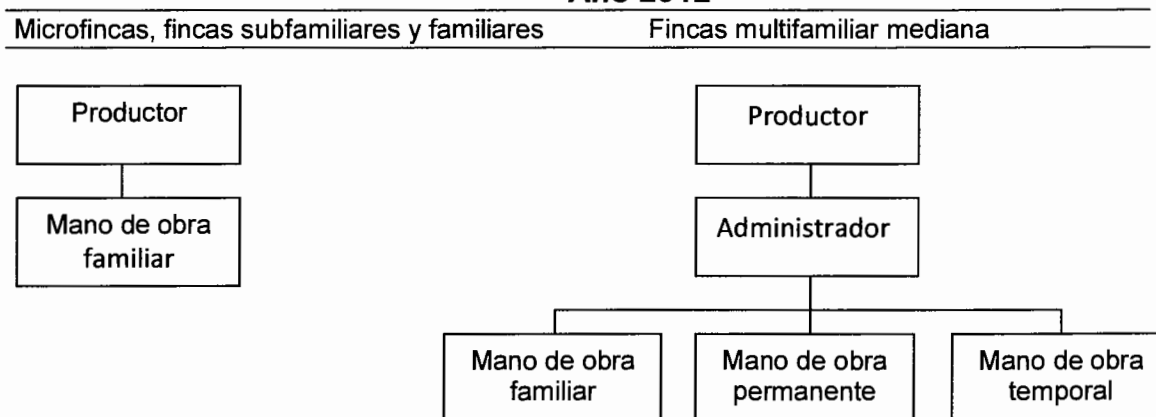 Microfincas, fincas subfamiliares y familiares
Fincas multifamiliar mediana
Productor
Mano de obra
familiar
Productor
Administrador
Mano de obra
familiar
Mano de obra
permanente
Mano de obra
temporal